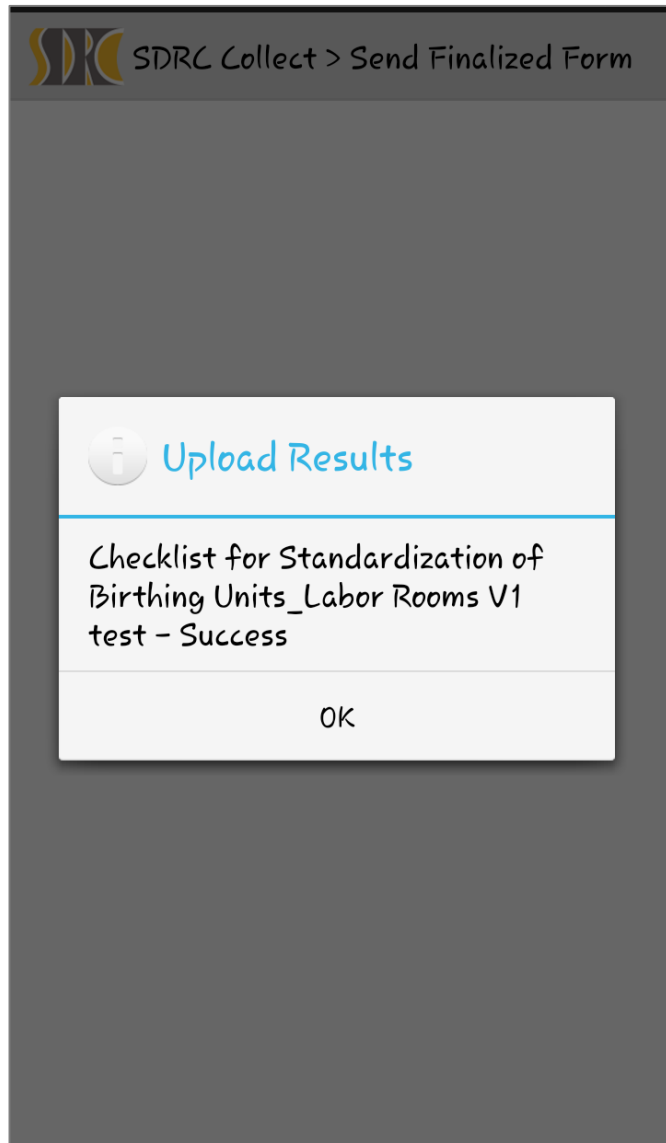 SDRC SDRC Collect > Send Finalized Form
Upload Results
Checklist for Standardization of
Birthing Units_Labor Rooms V1
test - Success
OK